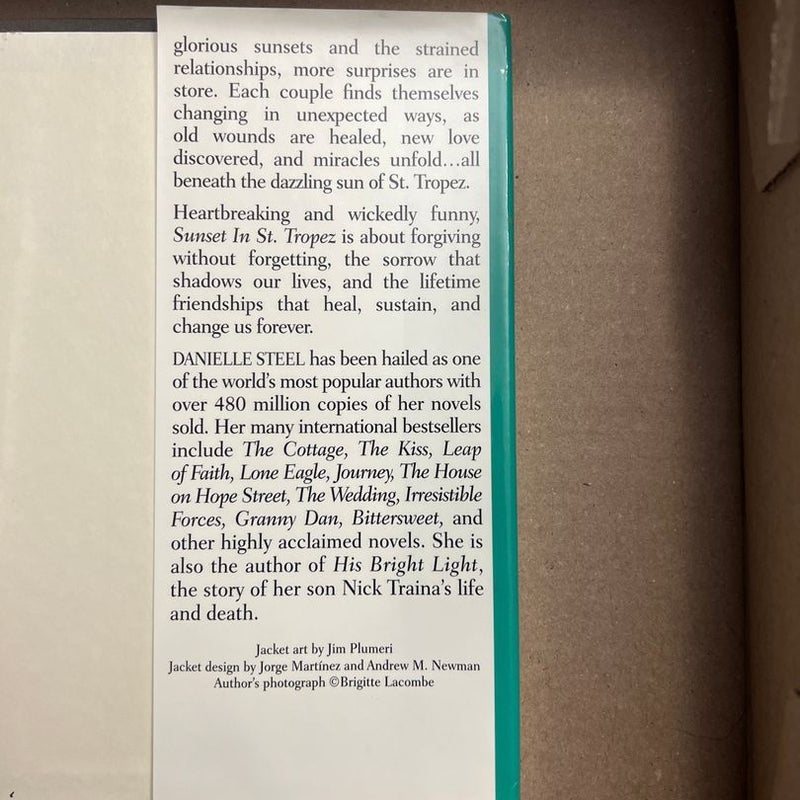 glorious sunsets and the strained
relationships, more surprises are in
store. Each couple finds themselves
changing in unexpected ways, as
old wounds are healed, new love
discovered, and miracles unfold...all
beneath the dazzling sun of St. Tropez.
Heartbreaking and wickedly funny,
Sunset In St. Tropez is about forgiving
without forgetting, the sorrow that
shadows our lives, and the lifetime
friendships that heal, sustain, and
change us forever.
DANIELLE STEEL has been hailed as one
of the world's most popular authors with
over 480 million copies of her novels
sold. Her many international bestsellers
include The Cottage, The Kiss, Leap
of Faith, Lone Eagle, Journey, The House
on Hope Street, The Wedding, Irresistible
Forces, Granny Dan, Bittersweet, and
other highly acclaimed novels. She is
also the author of His Bright Light,
the story of her son Nick Traina's life
and death.
Jacket art by Jim Plumeri
Jacket design by Jorge Martínez and Andrew M. Newman
Author's photograph ©Brigitte Lacombe